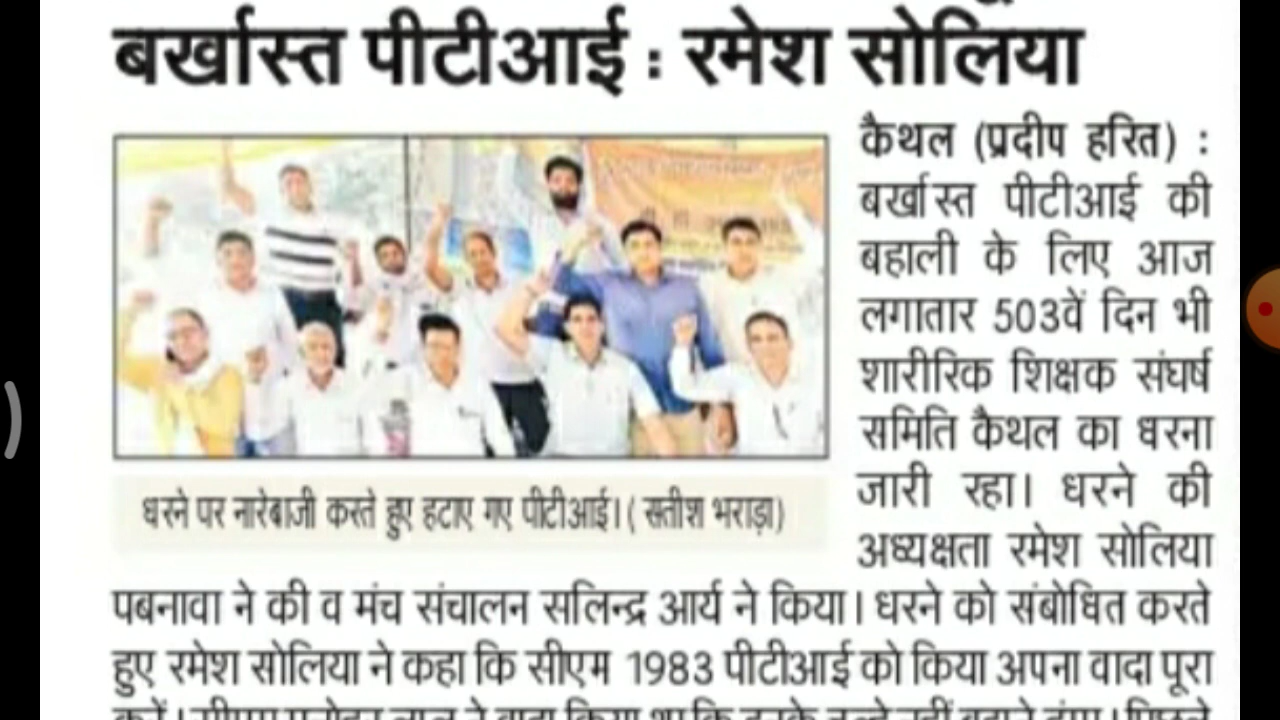 बर्खास्त पीटीआई : रमेश सोलिया
कैथल (प्रदीप हरित) :
बर्खास्त पीटीआई की
बहाली के लिए आज
लगातार 503वें दिन भी
शारीरिक शिक्षक संघर्ष
समिति कैथल का धरना
जारी रहा। धरने की
अध्यक्षता रमेश सोलिया
धरने पर नारेबाजी करते हुए हटाए गए पीटीआई। (सतीश भराड़ा)
पबनावा ने की व मंच संचालन सलिन्द्र आर्य ने किया। धरने को संबोधित करते
हुए रमेश सोलिया ने कहा कि सीएम 1983 पीटीआई को किया अपना वादा पूरा